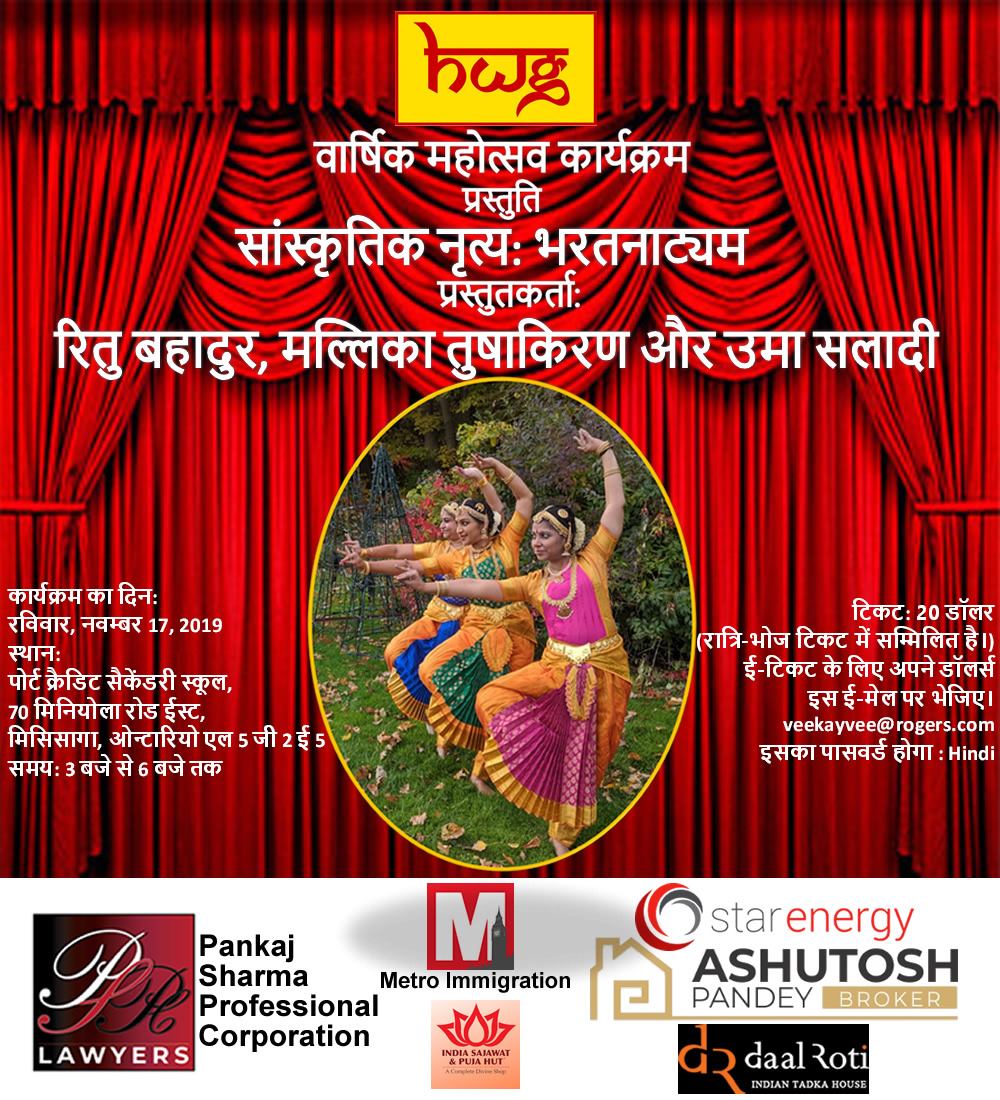 hwg
वार्षिक महोत्सव कार्यक्रम
प्रस्तुति
सांस्कृतिक नृत्य: भरतनाट्यम
प्रस्तुतकर्ता:
रितु बहादुर, मल्लिका तुषाकिरण और उमा सलादी
कार्यक्रम का दिन:
रविवार, नवम्बर 17, 2019
स्थान:
पोर्ट क्रैडिट सैकेंडरी स्कूल,
70 मिनियोला रोड ईस्ट,
मिसिसागा, ओन्टारियो एल 5 जी 2 ई 5
समय: 3 बजे से 6 बजे तक
टिकट: 20 डॉलर
(रात्रि-भोज टिकट में सम्मिलित है।)
ई-टिकट के लिए अपने डॉलर्स
इस ई-मेल पर भेजिए।
veekayvee@rogers.com
इसका पासवर्ड होगा : Hindi
PSR
LAWYERS
Pankaj
Sharma
Professional
Corporation
M
Metro Immigration
INDIA SAJAWAT
& PUJA HUT
A Complete Divine Shop
starenergy
ASHUTOSH
PANDEY BROKER
dR daal Roti
INDIAN TADKA HOUSE